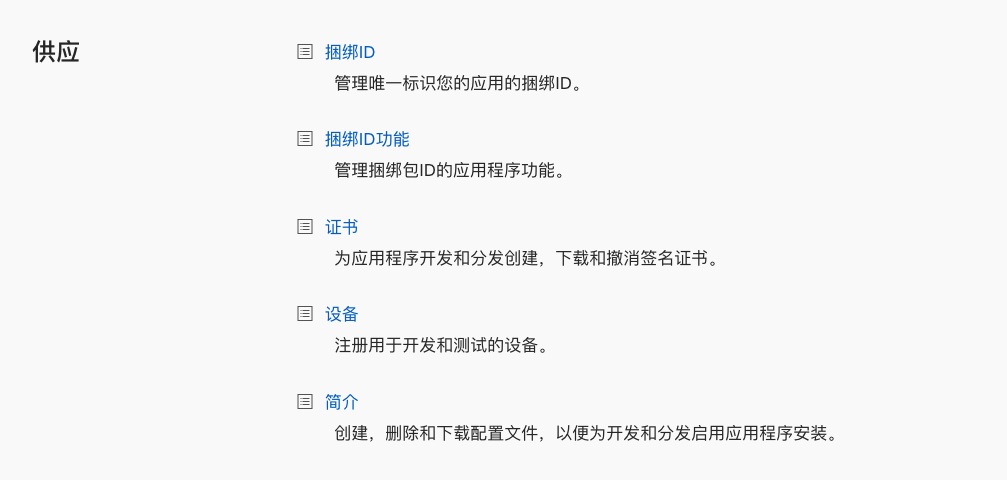 供应
捆绑ID
管理唯一标识您的应用的捆绑ID。
捆绑ID功能
管理捆绑包ID的应用程序功能。
证书
为应用程序开发和分发创建，下载和撤消签名证书。
设备
注册用于开发和测试的设备。
简介
创建，删除和下载配置文件，以便为开发和分发启用应用程序安装。